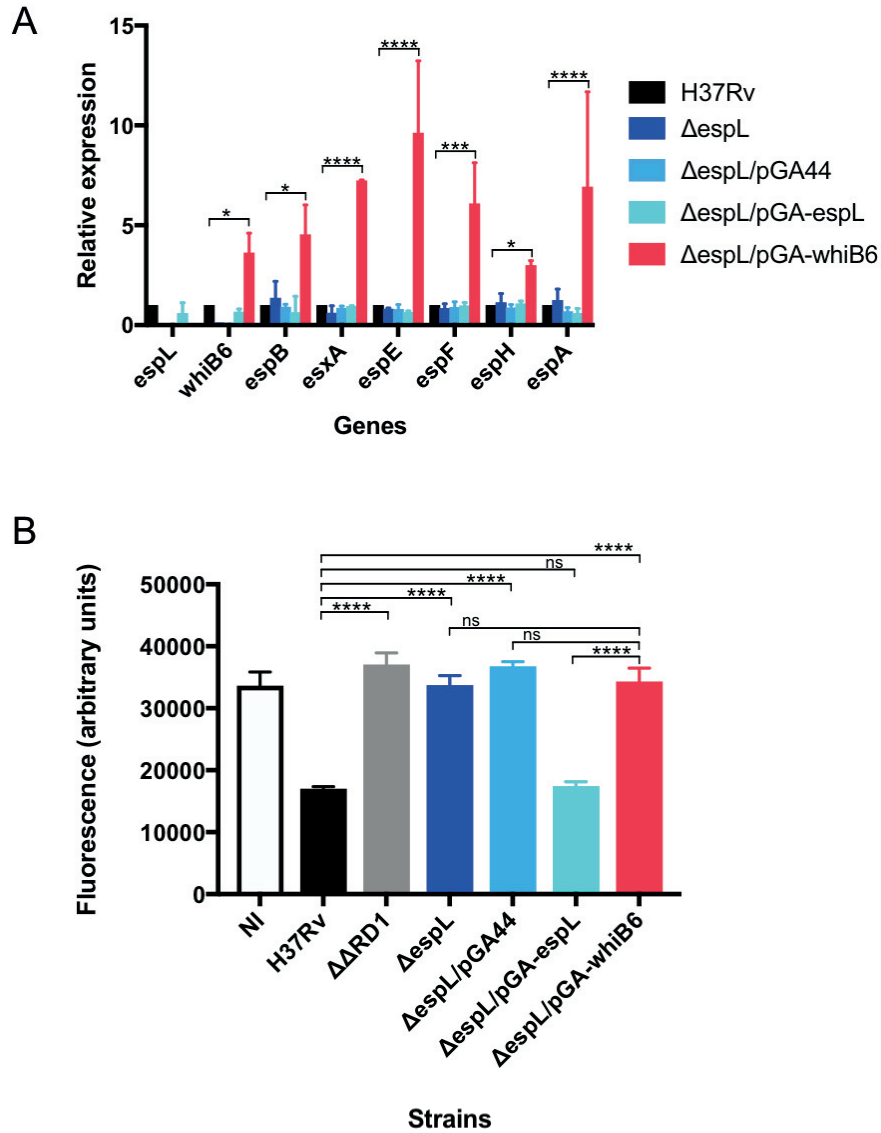 A
Relative expression
15
10
5
0
*
*
****
****
***
*
****
espL
whiB6
espB
esxA
espE
espF
espH
espA
Genes
H37Rv
ΔespL
ΔespL/pGA44
ΔespL/pGA-espL
ΔespL/pGA-whiB6
B
Fluorescence (arbitrary units)
50000
40000
30000
20000
10000
0
****
ns
****
****
****
ns
ns
****
NI
H37Rv
ΔΔRD1
ΔespL
ΔespL/pGA44
ΔespL/pGA-espL
ΔespL/pGA-whiB6
Strains